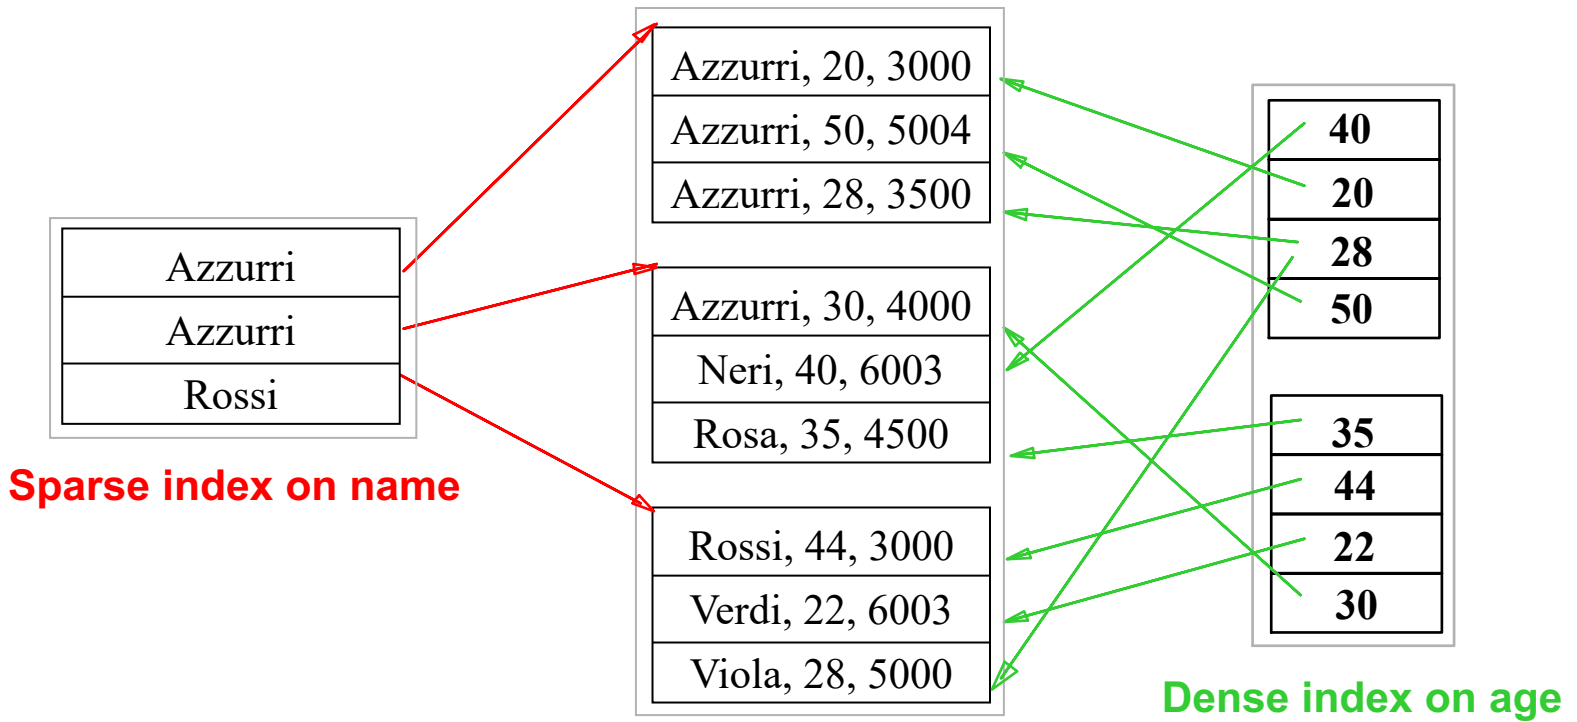 Azzurri
Azzurri
Rossi
Sparse index on name
Azzurri, 20, 3000
Azzurri, 50, 5004
Azzurri, 28, 3500
Azzurri, 30, 4000
Neri, 40, 6003
Rosa, 35, 4500
Rossi, 44, 3000
Verdi, 22, 6003
Viola, 28, 5000
40
20
28
50
35
44
22
30
Dense index on age